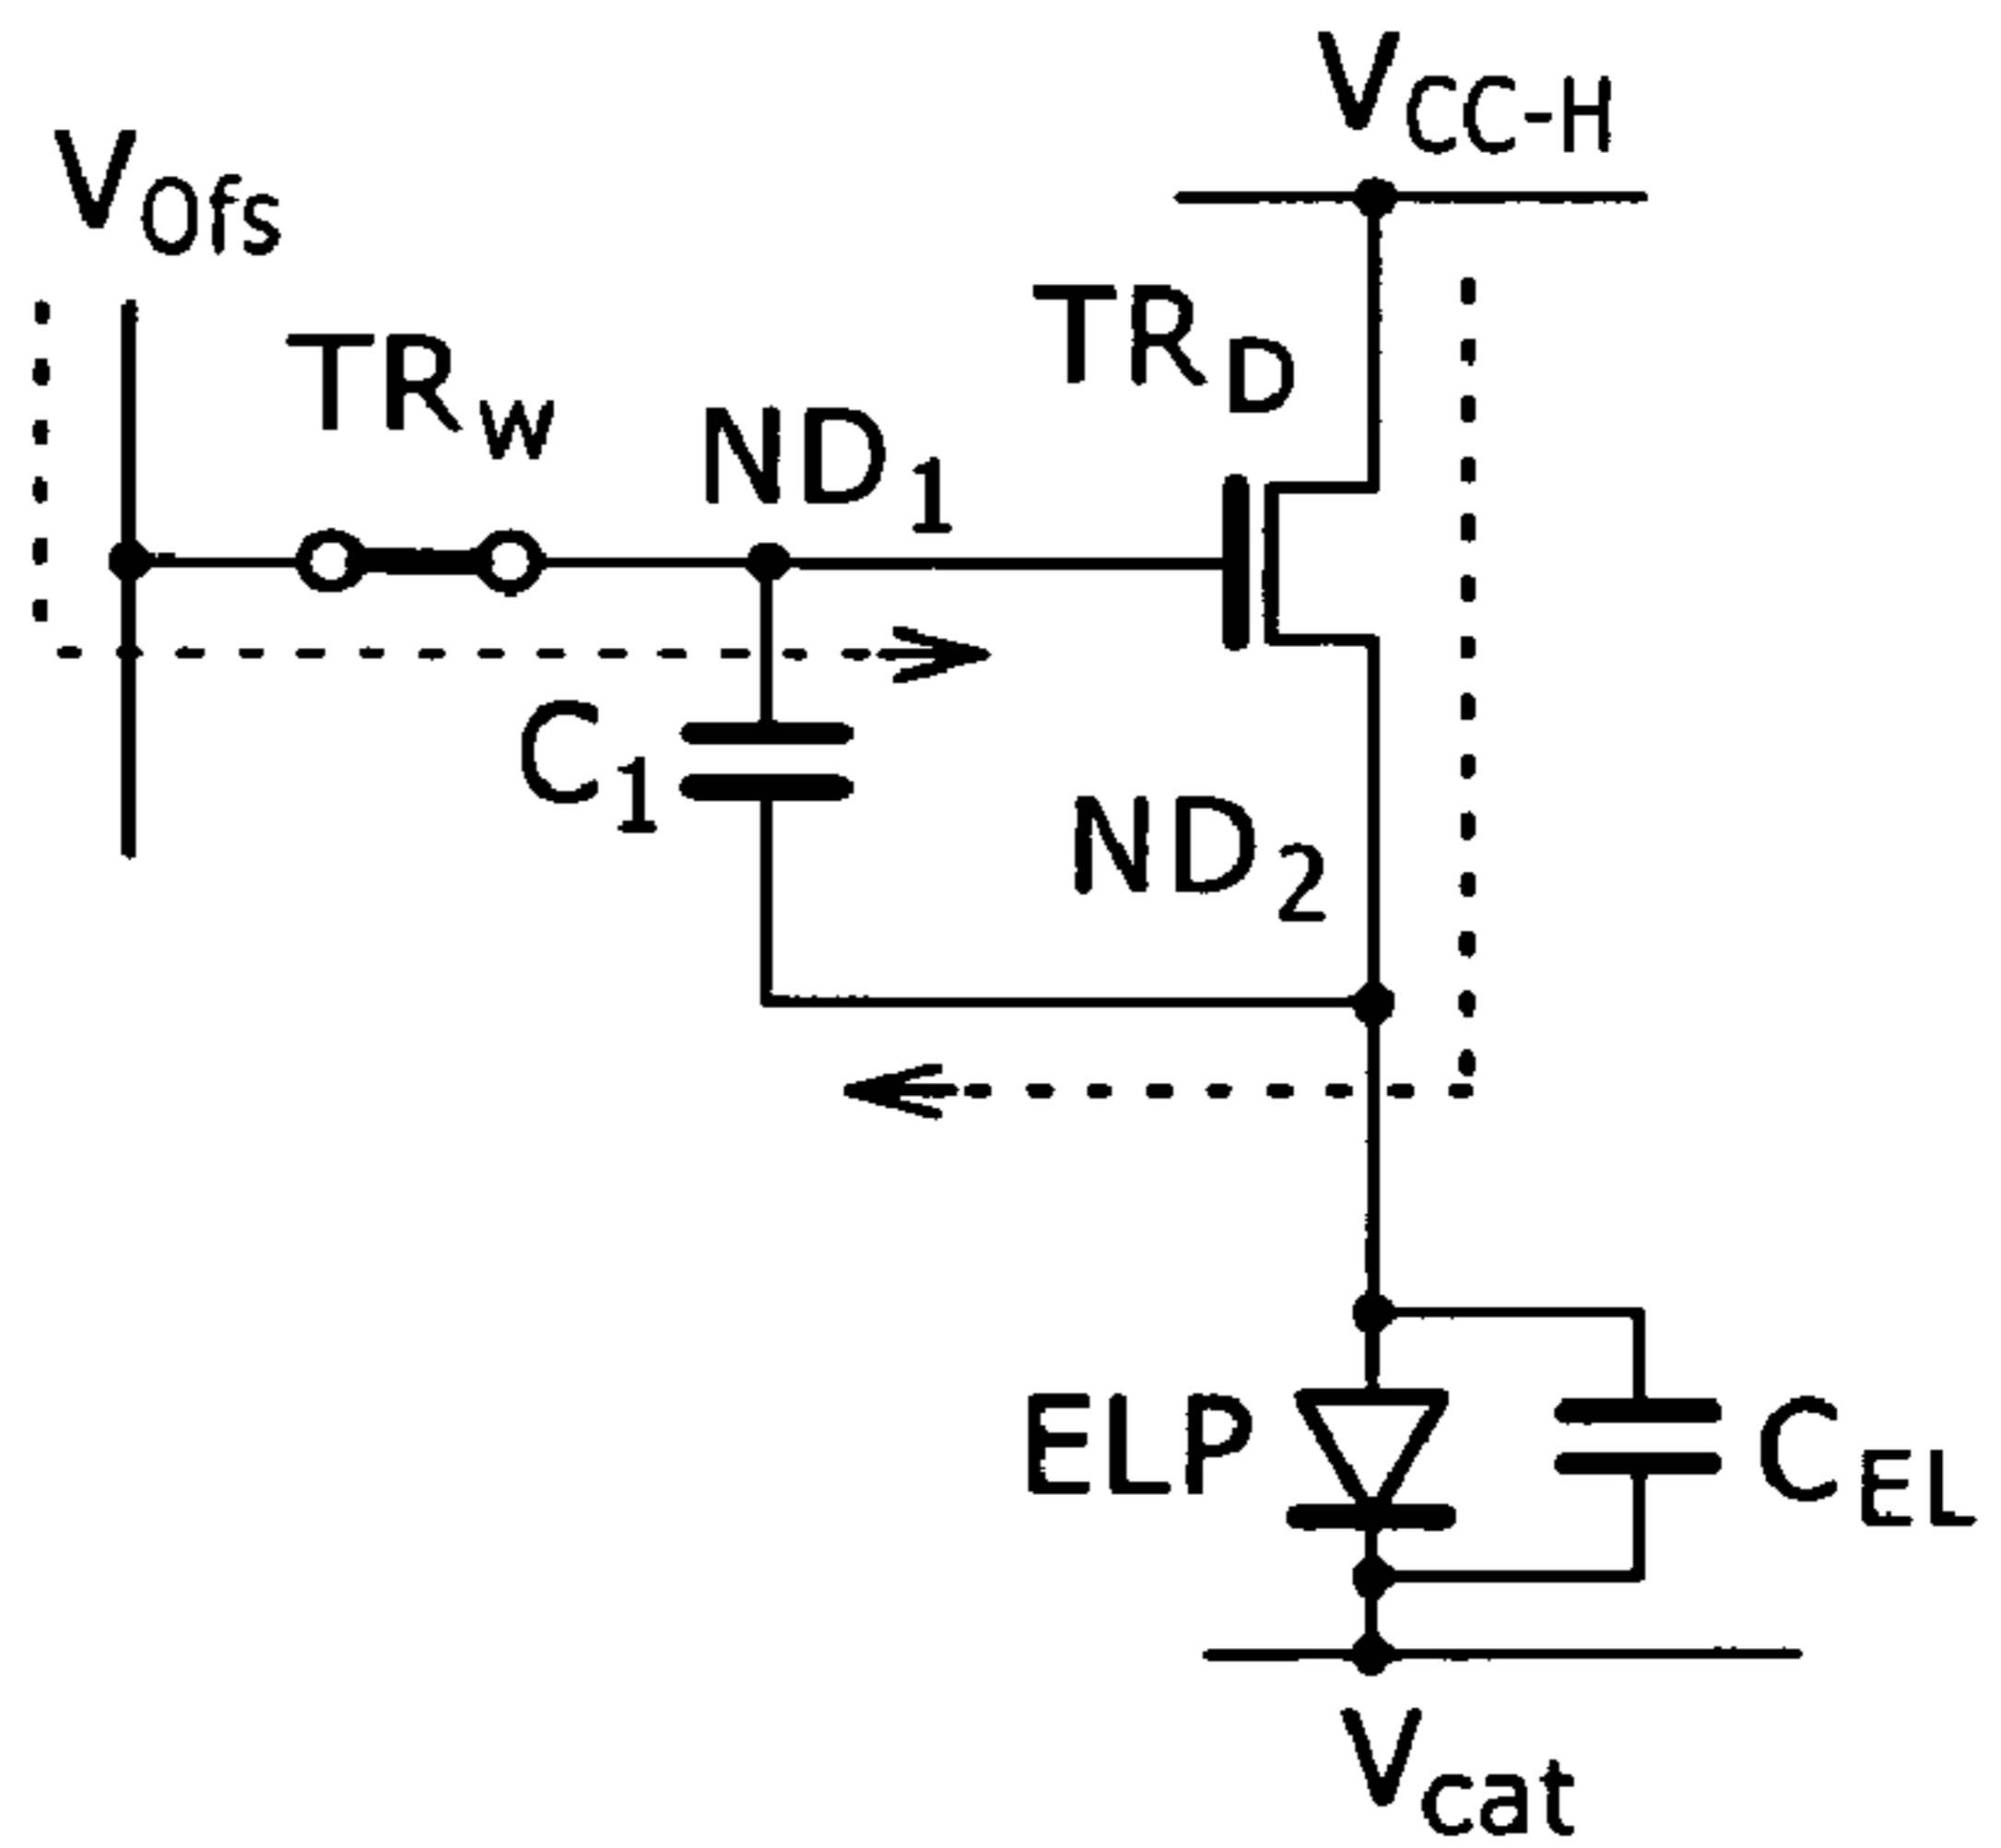 VCC-H
VOfs
TRD
TRw
ND1
C1
ND2
ELP
CEL
Vcat